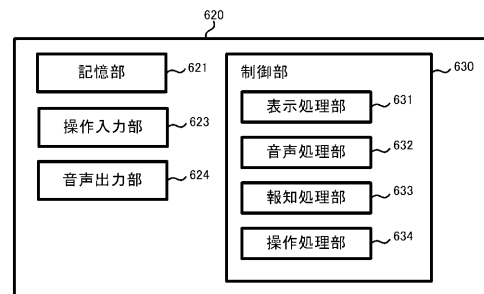 620
記憶部 621
操作入力部 623
音声出力部 624
制御部 630
表示処理部 631
音声処理部 632
報知処理部 633
操作処理部 634